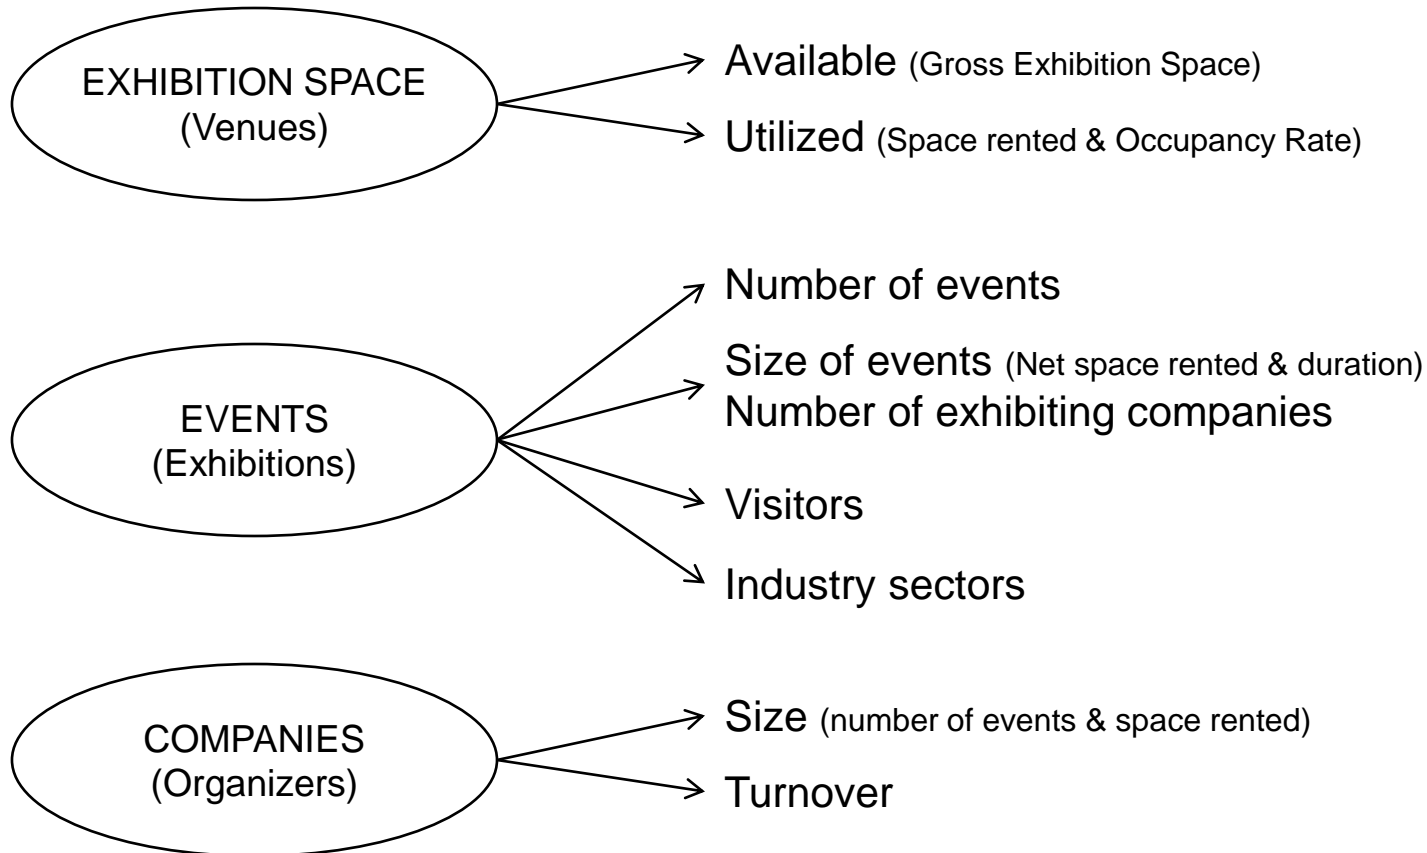 EXHIBITION SPACE
(Venues)
Available (Gross Exhibition Space)
Utilized (Space rented & Occupancy Rate)
EVENTS
(Exhibitions)
Number of events
Size of events (Net space rented & duration)
Number of exhibiting companies
Visitors
Industry sectors
COMPANIES
(Organizers)
Size (number of events & space rented)
Turnover